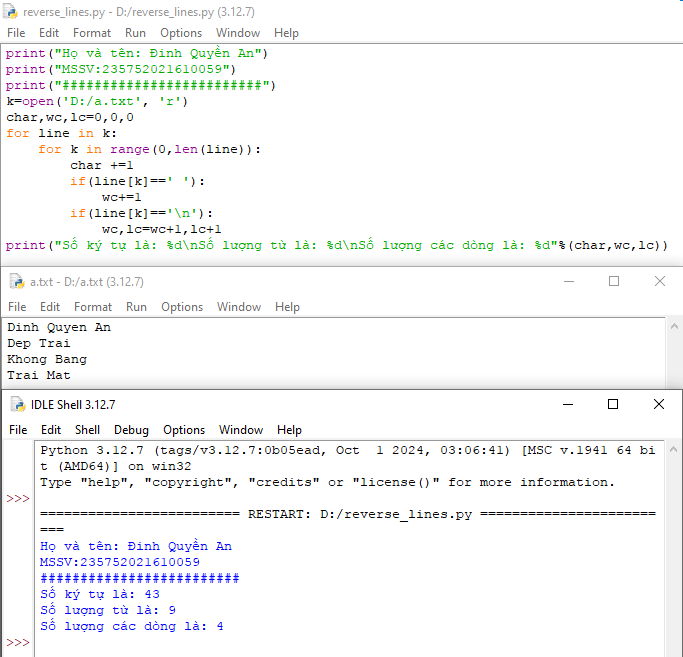 reverse_lines.py - D:/reverse_lines.py (3.12.7)
File Edit Format Run Options Window Help
print("Họ và tên: Đinh Quyền An")
print("MSSV:235752021610059")
print("#########################")
k=open('D:/a.txt', 'r')
char,wc,lc=0,0,0
for line in k:
    for k in range(0,len(line)):
        char +=1
        if(line[k]==' '):
            wc+=1
        if(line[k]=='\n'):
            wc,lc=wc+1,lc+1
print("Số ký tự là: %d\nSố lượng từ là: %d\nSố lượng các dòng là: %d"%(char,wc,lc))
a.txt - D:/a.txt (3.12.7)
File Edit Format Run Options Window Help
Dinh Quyen An
Dep Trai
Khong Bang
Trai Mat
IDLE Shell 3.12.7
File Edit Shell Debug Options Window Help
Python 3.12.7 (tags/v3.12.7:0b05ead, Oct  1 2024, 03:06:41) [MSC v.1941 64 bi
t (AMD64)] on win32
Type "help", "copyright", "credits" or "license()" for more information.
>>>
========================= RESTART: D:/reverse_lines.py ======================
===
Họ và tên: Đinh Quyền An
MSSV:235752021610059
#########################
Số ký tự là: 43
Số lượng từ là: 9
Số lượng các dòng là: 4
>>>